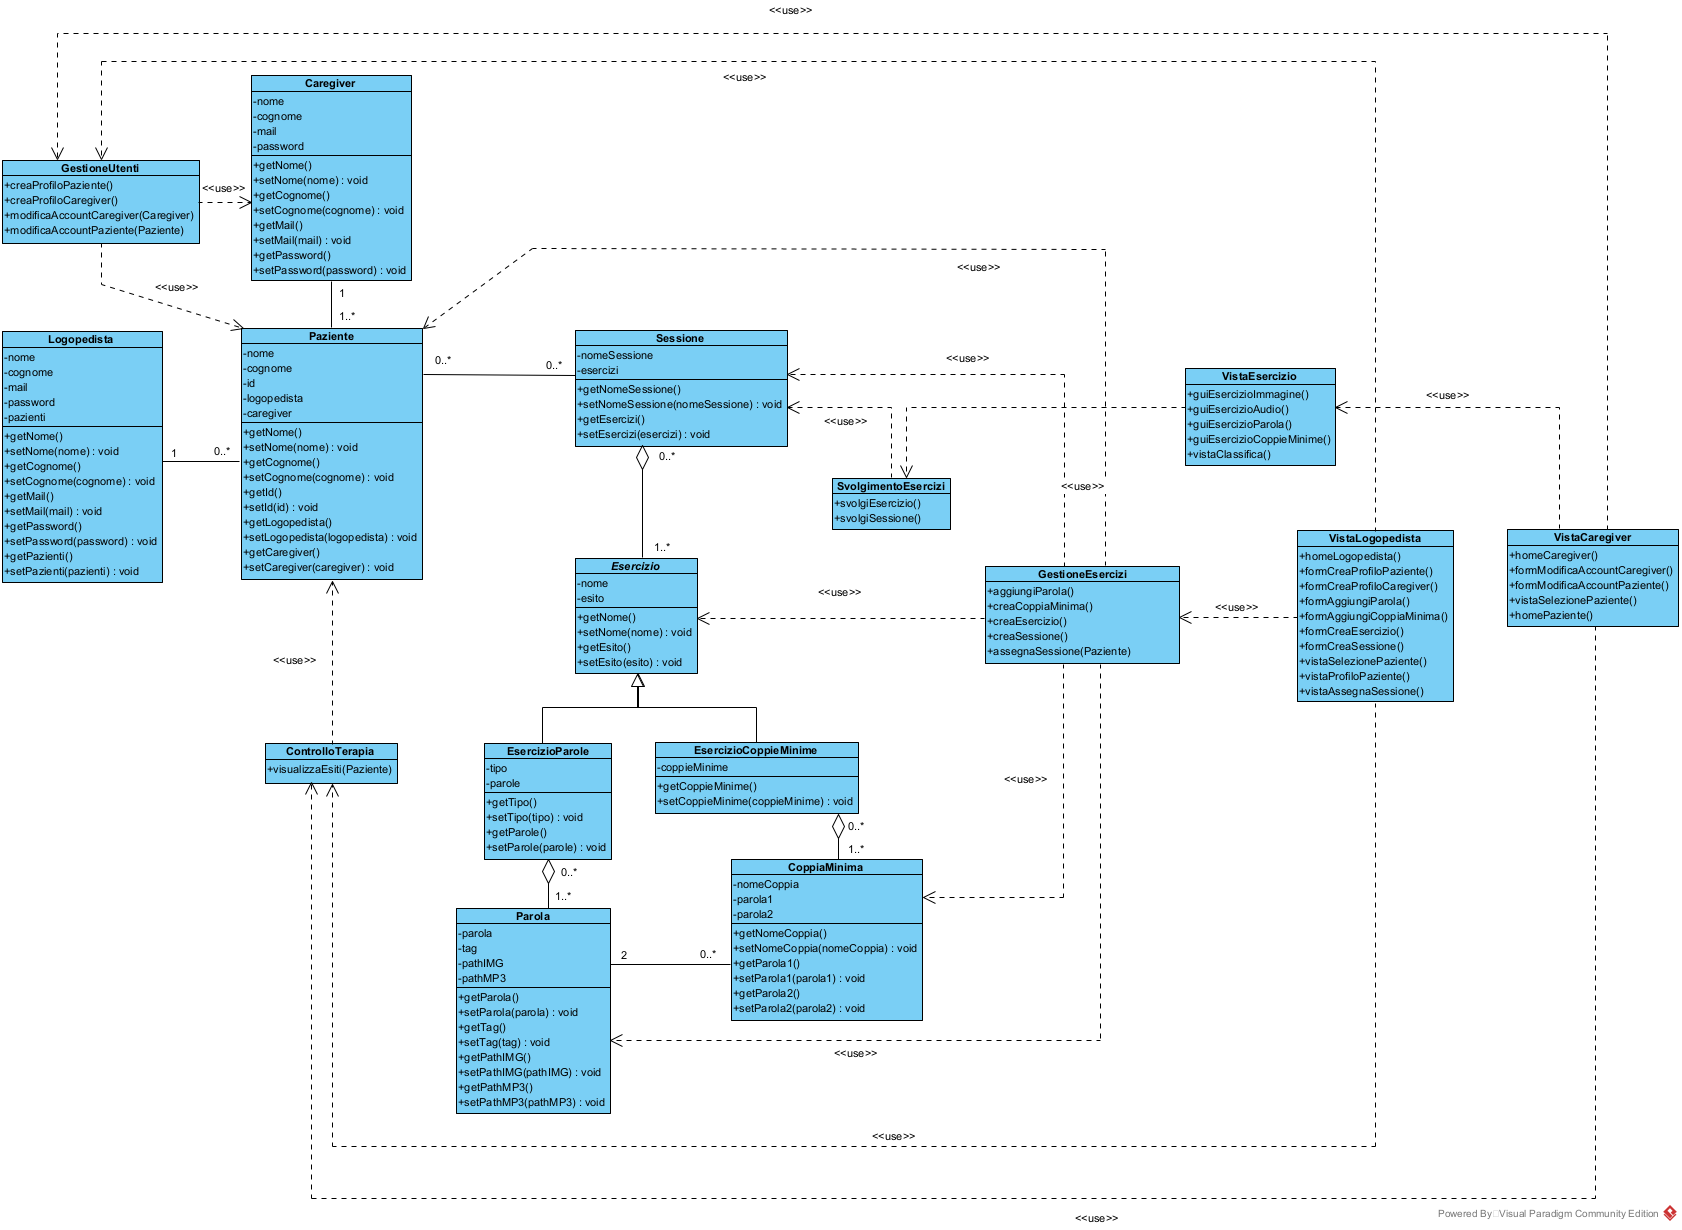 <<use>>
<<use>>
Caregiver
-nome
-cognome
-mail
-password
+getNome()
+setNome(nome) : void
+getCognome()
+setCognome(cognome) : void
+getMail()
+setMail(mail) : void
+getPassword()
+setPassword(password) : void
GestioneUtenti
+creaProfiloPaziente()
+creaProfiloCaregiver()
+modificaAccountCaregiver(Caregiver)
+modificaAccountPaziente(Paziente)
<<use>>
<<use>>
<<use>>
1
1..*
Logopedista
-nome
-cognome
-mail
-password
-pazienti
+getNome()
+setNome(nome) : void
+getCognome()
+setCognome(cognome) : void
+getMail()
+setMail(mail) : void
+getPassword()
+setPassword(password) : void
+getPazienti()
+setPazienti(pazienti) : void
1
0..*
Paziente
-nome
-cognome
-id
-logopedista
-caregiver
+getNome()
+setNome(nome) : void
+getCognome()
+setCognome(cognome) : void
+getId()
+setId(id) : void
+getLogopedista()
+setLogopedista(logopedista) : void
+getCaregiver()
+setCaregiver(caregiver) : void
0..*
0..*
Sessione
-nomeSessione
-esercizi
+getNomeSessione()
+setNomeSessione(nomeSessione) : void
+getEsercizi()
+setEsercizi(esercizi) : void
0..*
1..*
<<use>>
<<use>>
<<use>>
SvolgimentoEsercizi
+svolgiEsercizio()
+svolgiSessione()
VistaEsercizio
+guiEsercizioImmagine()
+guiEsercizioAudio()
+guiEsercizioParola()
+guiEsercizioCoppieMinime()
+vistaClassifica()
<<use>>
Esercizio
-nome
-esito
+getNome()
+setNome(nome) : void
+getEsito()
+setEsito(esito) : void
<<use>>
GestioneEsercizi
+aggiungiParola()
+creaCoppiaMinima()
+creaEsercizio()
+creaSessione()
+assegnaSessione(Paziente)
<<use>>
VistaLogopedista
+homeLogopedista()
+formCreaProfiloPaziente()
+formCreaProfiloCaregiver()
+formAggiungiParola()
+formAggiungiCoppiaMinima()
+formCreaEsercizio()
+formCreaSessione()
+vistaSelezionePaziente()
+vistaProfiloPaziente()
+vistaAssegnaSessione()
VistaCaregiver
+homeCaregiver()
+formModificaAccountCaregiver()
+formModificaAccountPaziente()
+vistaSelezionePaziente()
+homePaziente()
<<use>>
ControlloTerapia
+visualizzaEsiti(Paziente)
EsercizioParole
-tipo
-parole
+getTipo()
+setTipo(tipo) : void
+getParole()
+setParole(parole) : void
EsercizioCoppieMinime
-coppieMinime
+getCoppieMinime()
+setCoppieMinime(coppieMinime) : void
<<use>>
0..*
1..*
0..*
1..*
CoppiaMinima
-nomeCoppia
-parola1
-parola2
+getNomeCoppia()
+setNomeCoppia(nomeCoppia) : void
+getParola1()
+setParola1(parola1) : void
+getParola2()
+setParola2(parola2) : void
Parola
-parola
-tag
-pathIMG
-pathMP3
+getParola()
+setParola(parola) : void
+getTag()
+setTag(tag) : void
+getPathIMG()
+setPathIMG(pathIMG) : void
+getPathMP3()
+setPathMP3(pathMP3) : void
2
0..*
<<use>>
<<use>>
<<use>>
Powered By Visual Paradigm Community Edition